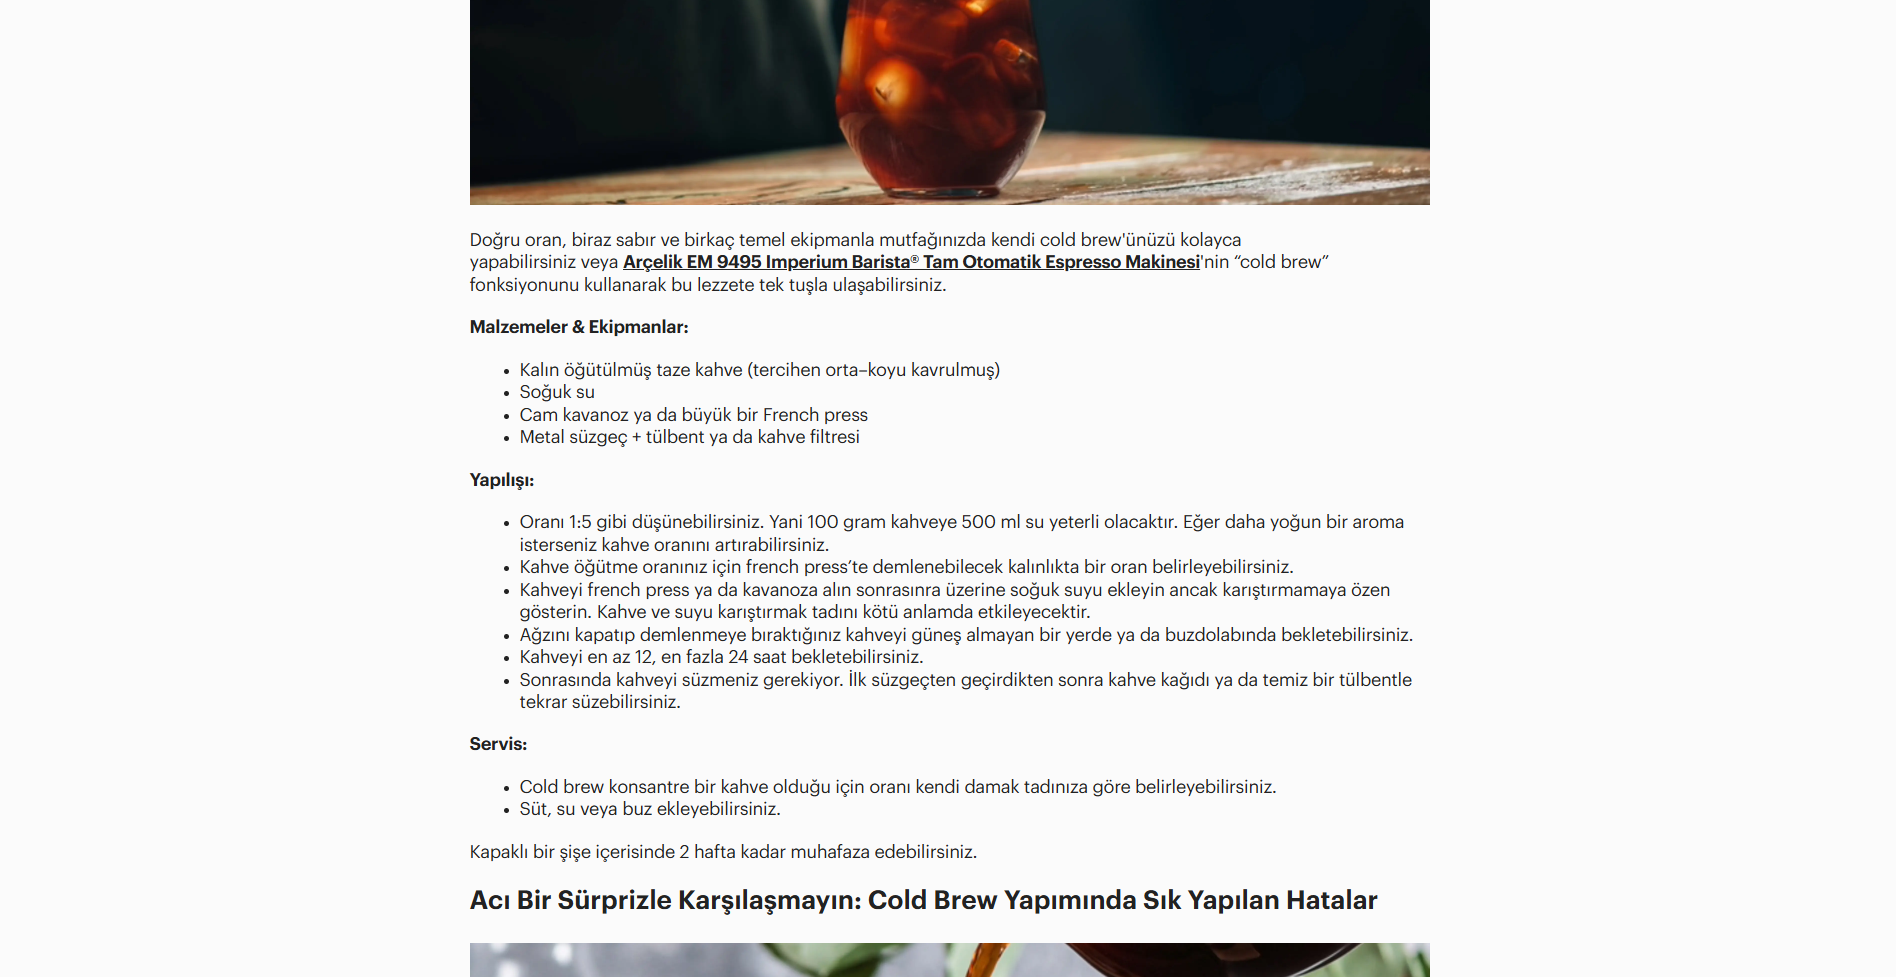 Doğru oran, biraz sabır ve birkaç temel ekipmanla mutfağınızda kendi cold brew'ünüzü kolayca
yapabilirsiniz veya Arçelik EM 9495 Imperium Barista® Tam Otomatik Espresso Makinesi'nin “cold brew”
fonksiyonunu kullanarak bu lezzete tek tuşla ulaşabilirsiniz.
Malzemeler & Ekipmanlar:
• Kalın öğütülmüş taze kahve (tercihen orta–koyu kavrulmuş)
• Soğuk su
• Cam kavanoz ya da büyük bir French press
• Metal süzgeç + tülbent ya da kahve filtresi
Yapılışı:
• Oranı 1:5 gibi düşünebilirsiniz. Yani 100 gram kahveye 500 ml su yeterli olacaktır. Eğer daha yoğun bir aroma
isterseniz kahve oranını artırabilirsiniz.
• Kahve öğütme oranınız için french press’te demlenebilecek kalınlıkta bir oran belirleyebilirsiniz.
• Kahveyi french press ya da kavanoza alın sonrasınra üzerine soğuk suyu ekleyin ancak karıştırmamaya özen
gösterin. Kahve ve suyu karıştırmak tadını kötü anlamda etkileyecektir.
• Ağzını kapatıp demlenmeye bıraktığınız kahveyi güneş almayan bir yerde ya da buzdolabında bekletebilirsiniz.
• Kahveyi en az 12, en fazla 24 saat bekletebilirsiniz.
• Sonrasında kahveyi süzmeniz gerekiyor. İlk süzgeçten geçirdikten sonra kahve kağıdı ya da temiz bir tülbentle
tekrar süzebilirsiniz.
Servis:
• Cold brew konsantre bir kahve olduğu için oranı kendi damak tadınıza göre belirleyebilirsiniz.
• Süt, su veya buz ekleyebilirsiniz.
Kapaklı bir şişe içerisinde 2 hafta kadar muhafaza edebilirsiniz.
Acı Bir Sürprizle Karşılaşmayın: Cold Brew Yapımında Sık Yapılan Hatalar